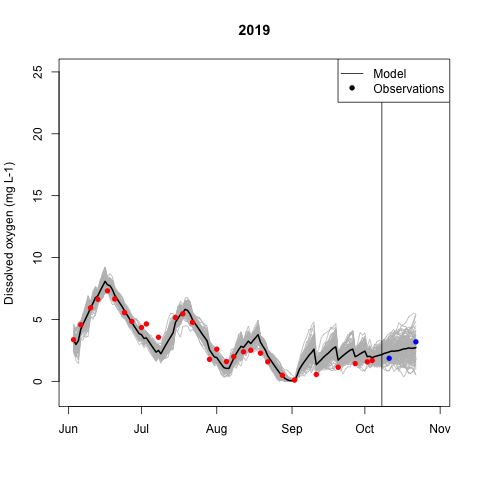 2019
Model
Observations
Dissolved oxygen (mg L-1)
25
20
15
10
5
0
Jun Jul Aug Sep Oct Nov